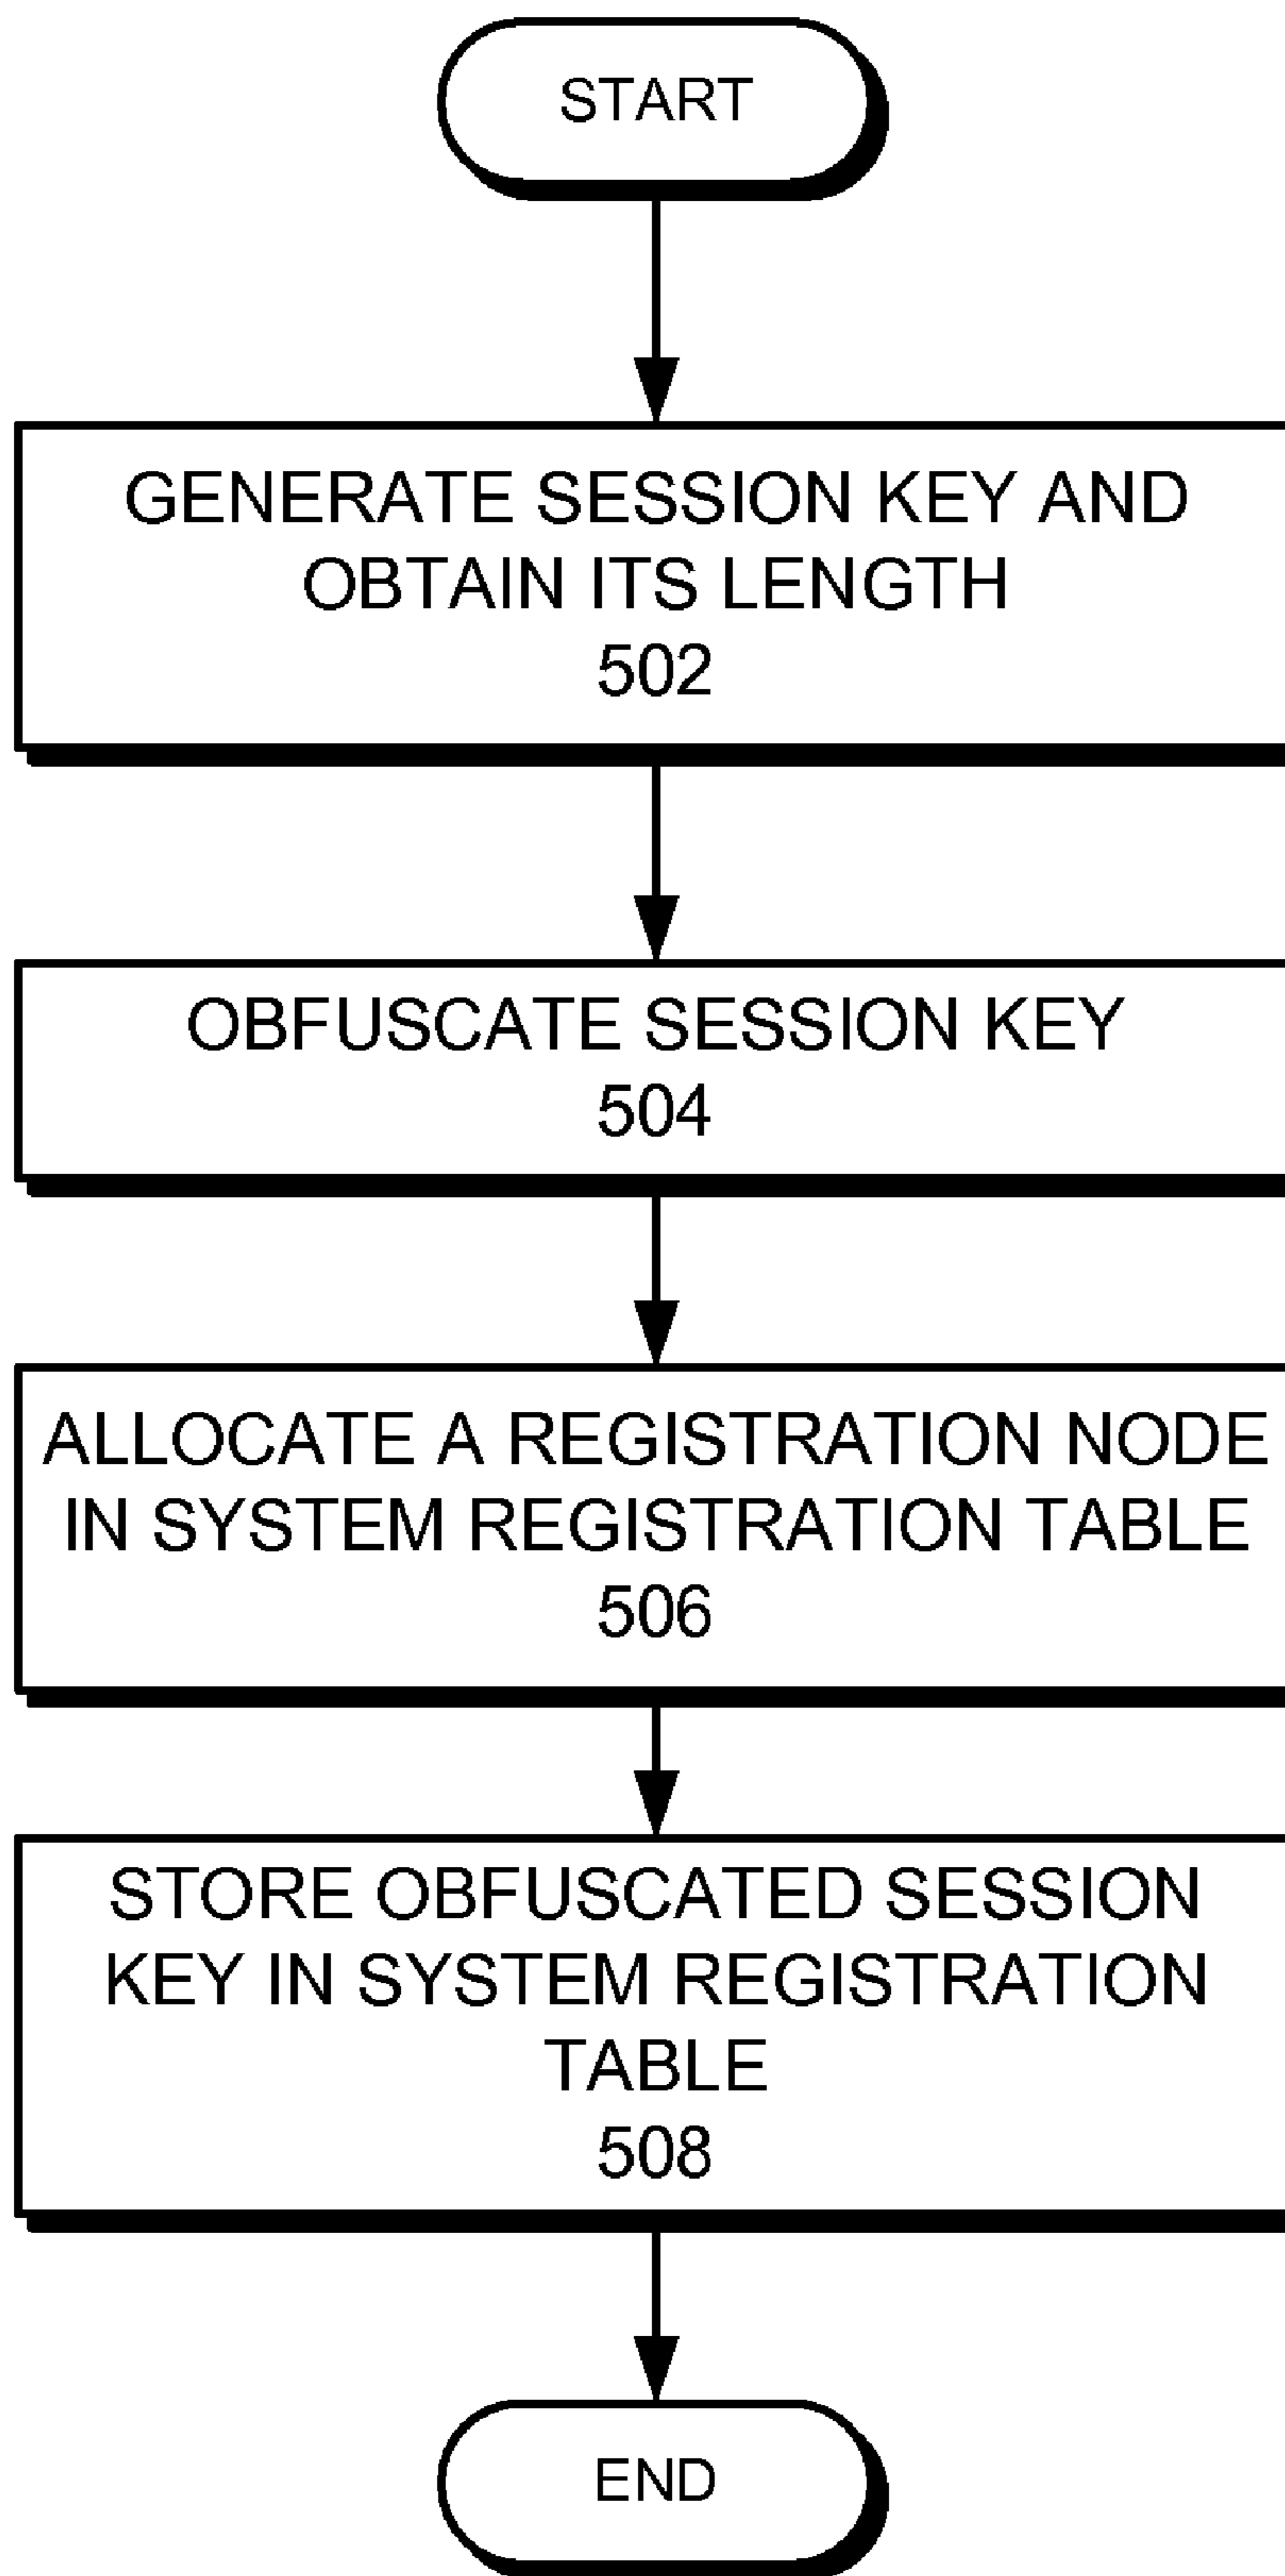 START
GENERATE SESSION KEY AND
OBTAIN ITS LENGTH
502
OBFUSCATE SESSION KEY
504
ALLOCATE A REGISTRATION NODE
IN SYSTEM REGISTRATION TABLE
506
STORE OBFUSCATED SESSION
KEY IN SYSTEM REGISTRATION
TABLE
508
END